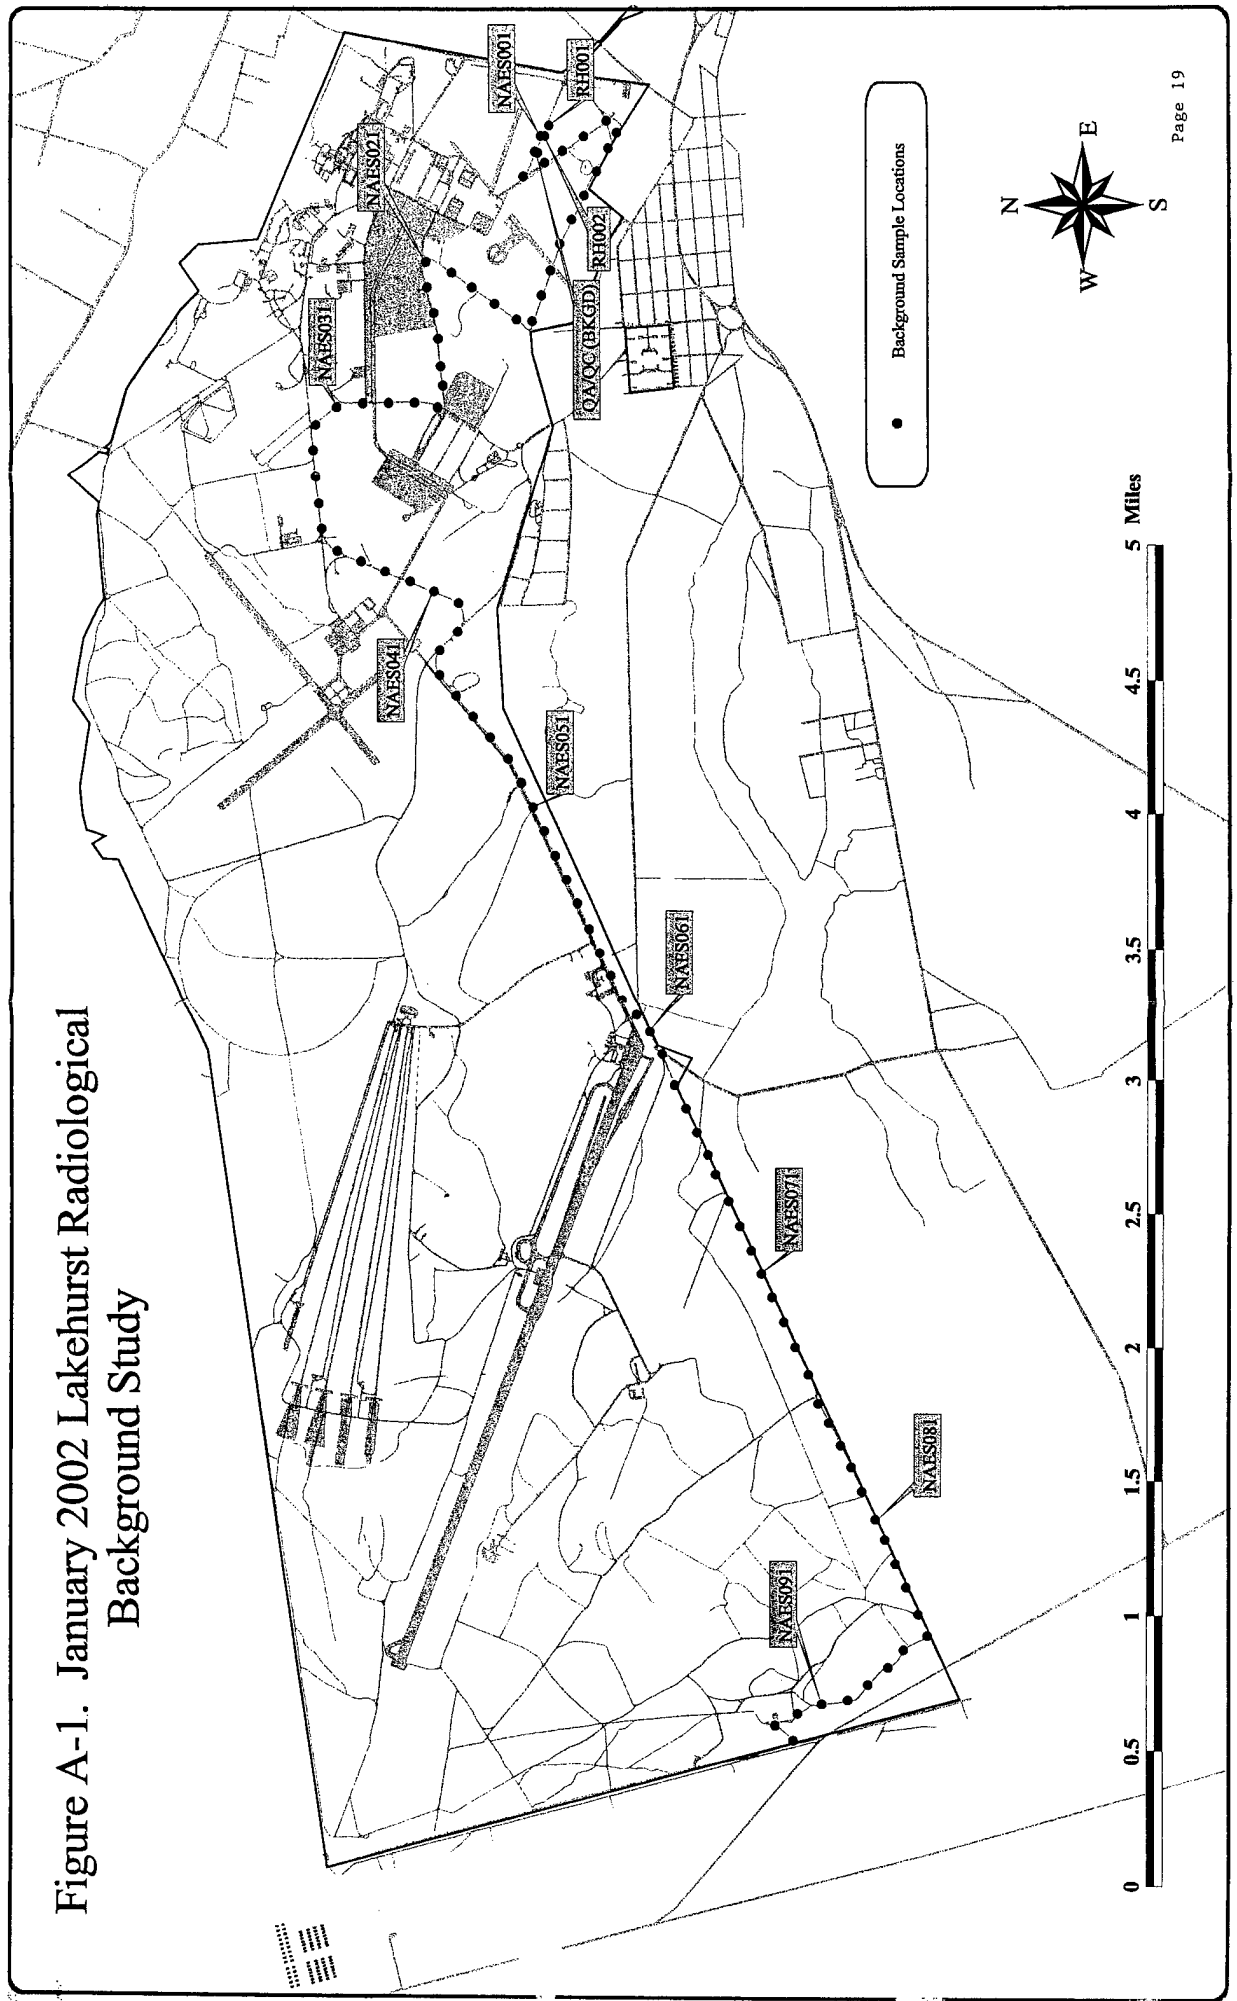 Figure A-1. January 2002 Lakehurst Radiological
Background Study
NAES001
RH001
NAES021
RH002
QA/QC (BKGD)
NAES031
NAES041
NAES051
NAES061
NAES071
NAES081
NAES091
Background Sample Locations
N
W
E
S
0
0.5
1
1.5
2
2.5
3
3.5
4
4.5
5 Miles
Page 19